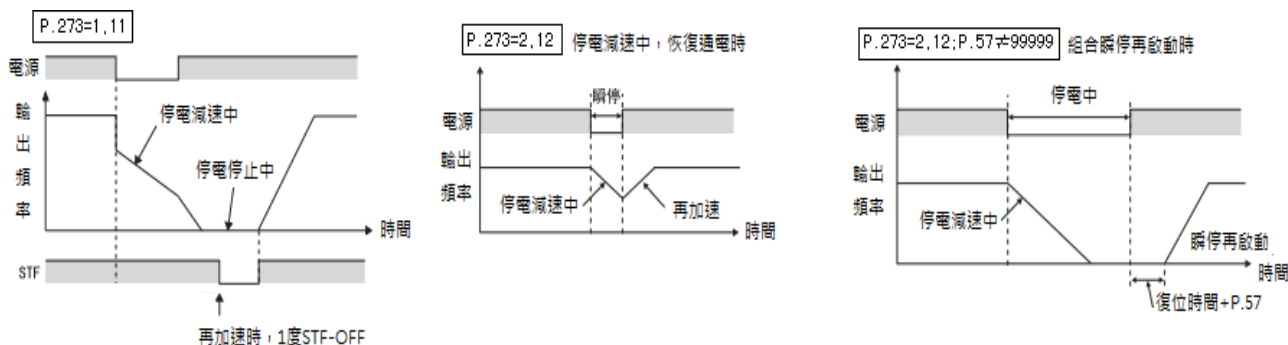 P.273=1,11
電源
輸出頻率
停電減速中
停電停止中
時間
STF
再加速時，1度STF-OFF
P.273=2,12 停電減速中，恢復通電時
瞬停
電源
輸出
頻率
停電減速中
再加速
時間
P.273=2,12;P.57≠99999 組合瞬停再啟動時
停電中
電源
輸出
頻率
停電減速中
瞬停再啟動
時間
復位時間+P.57